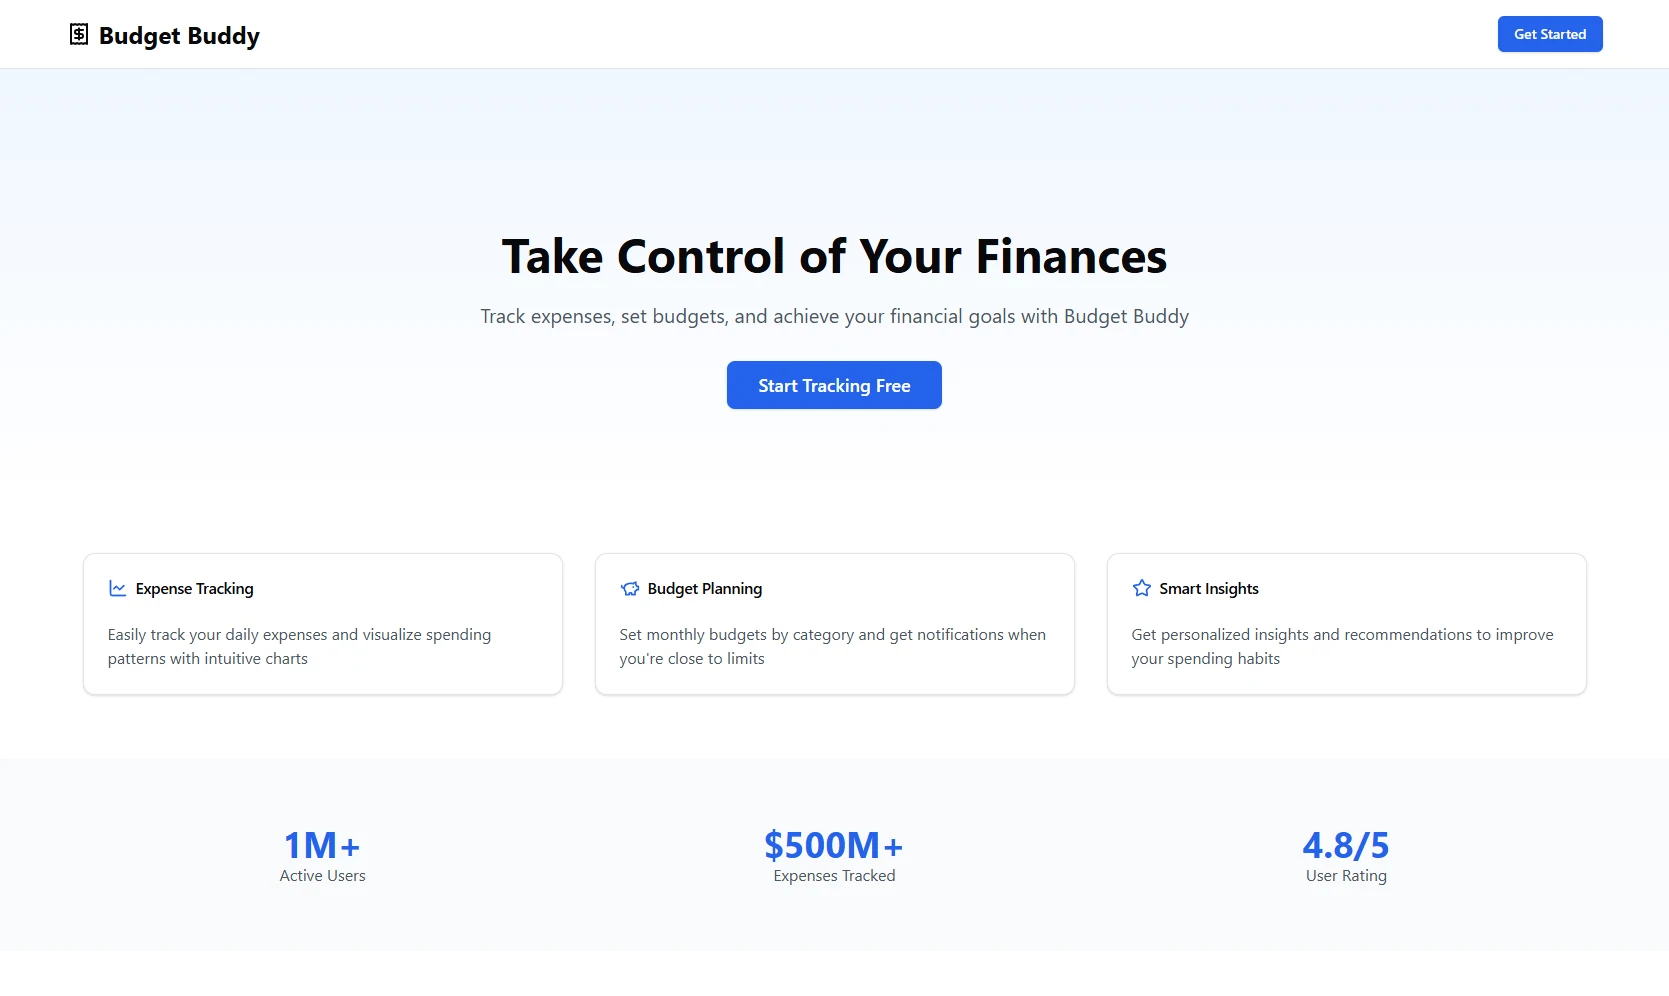 Budget Buddy
Get Started
Take Control of Your Finances
Track expenses, set budgets, and achieve your financial goals with Budget Buddy
Start Tracking Free
Expense Tracking
Easily track your daily expenses and visualize spending
patterns with intuitive charts
Budget Planning
Set monthly budgets by category and get notifications when
you're close to limits
Smart Insights
Get personalized insights and recommendations to improve
your spending habits
1M+
Active Users
$500M+
Expenses Tracked
4.8/5
User Rating